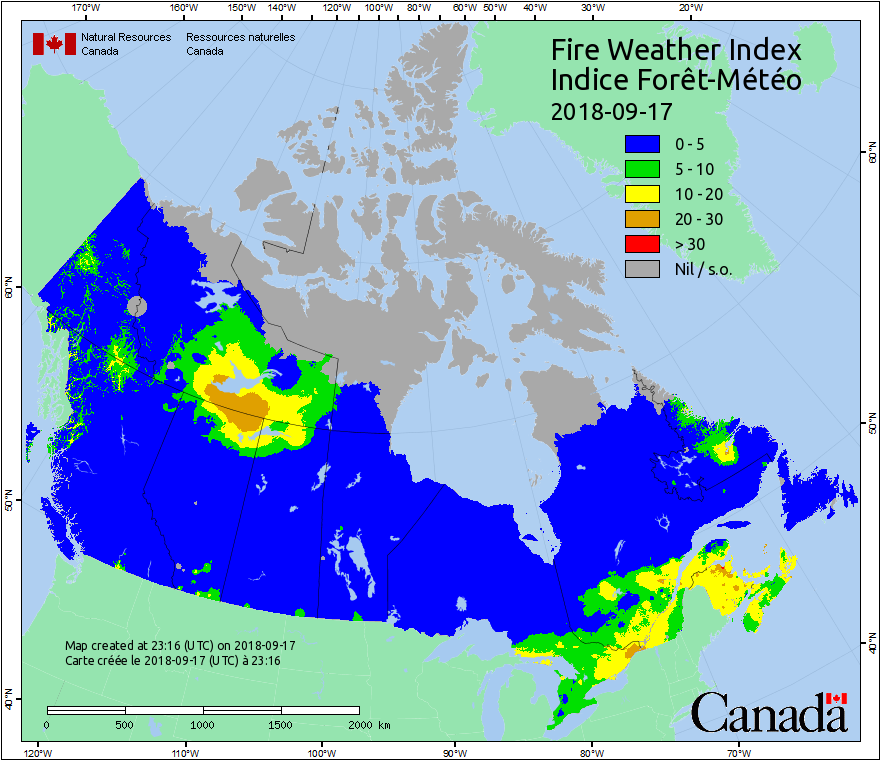 170°W 160°W 150°W 140°W 120°W 100°W 80°W 60°W 50°W 40°W 30°W 20°W
Natural Resources Canada
Ressources naturelles Canada
Fire Weather Index
Indice Forêt-Météo
2018-09-17
0 - 5
5 - 10
10 - 20
20 - 30
> 30
Nil / s.o.
60°N
50°N
40°N
60°N
50°N
40°N
Map created at 23:16 (UTC) on 2018-09-17
Carte créée le 2018-09-17 (UTC) à 23:16
0 500 1000 1500 2000 km
Canada
120°W 110°W 100°W 90°W 80°W 70°W